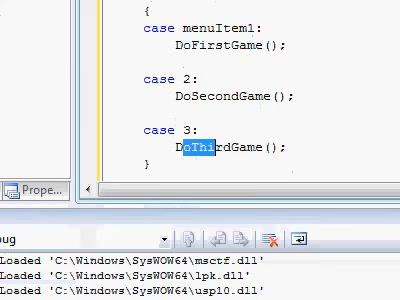 {
case menuItem1:
DoFirstGame();
case 2:
DoSecondGame();
case 3:
DoThirdGame();
}
Prope...
bug
Loaded 'C:\Windows\SysWOW64\msctf.dll'
Loaded 'C:\Windows\SysWOW64\lpk.dll'
Loaded 'C:\Windows\SysWOW64\usp10.dll'